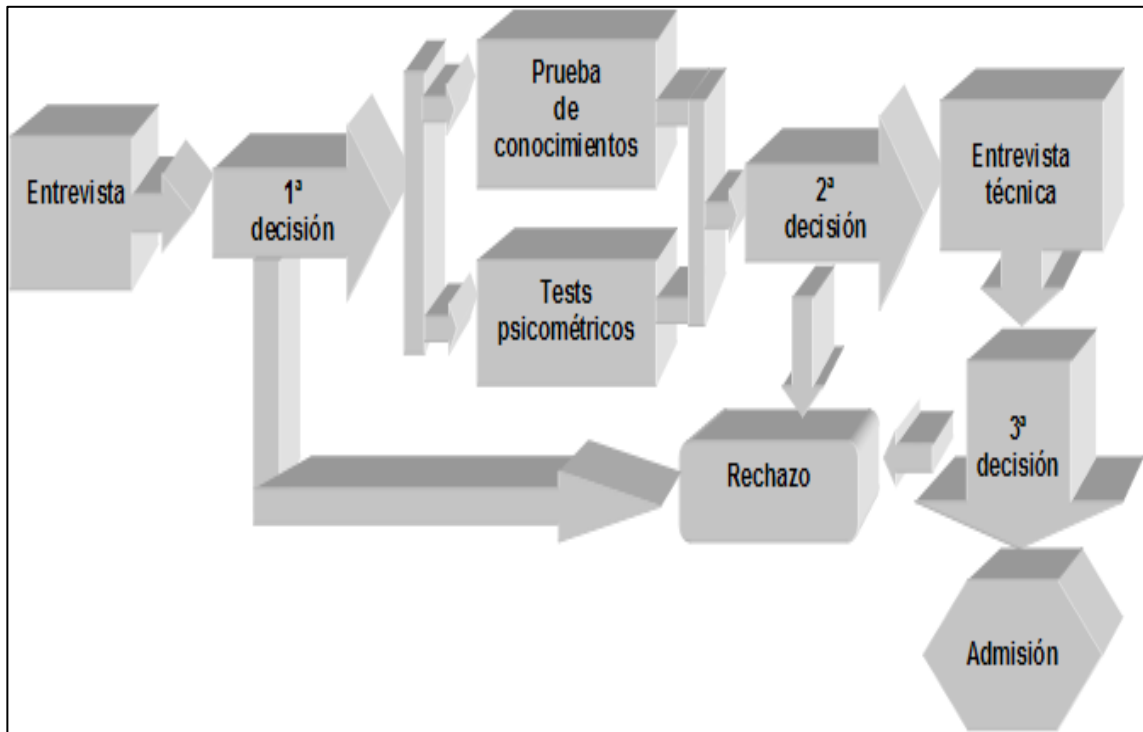 Entrevista
1ª
decisión
Prueba
de
conocimientos
Tests
psicométricos
2ª
decisión
Entrevista
técnica
3ª
decisión
Rechazo
Admisión